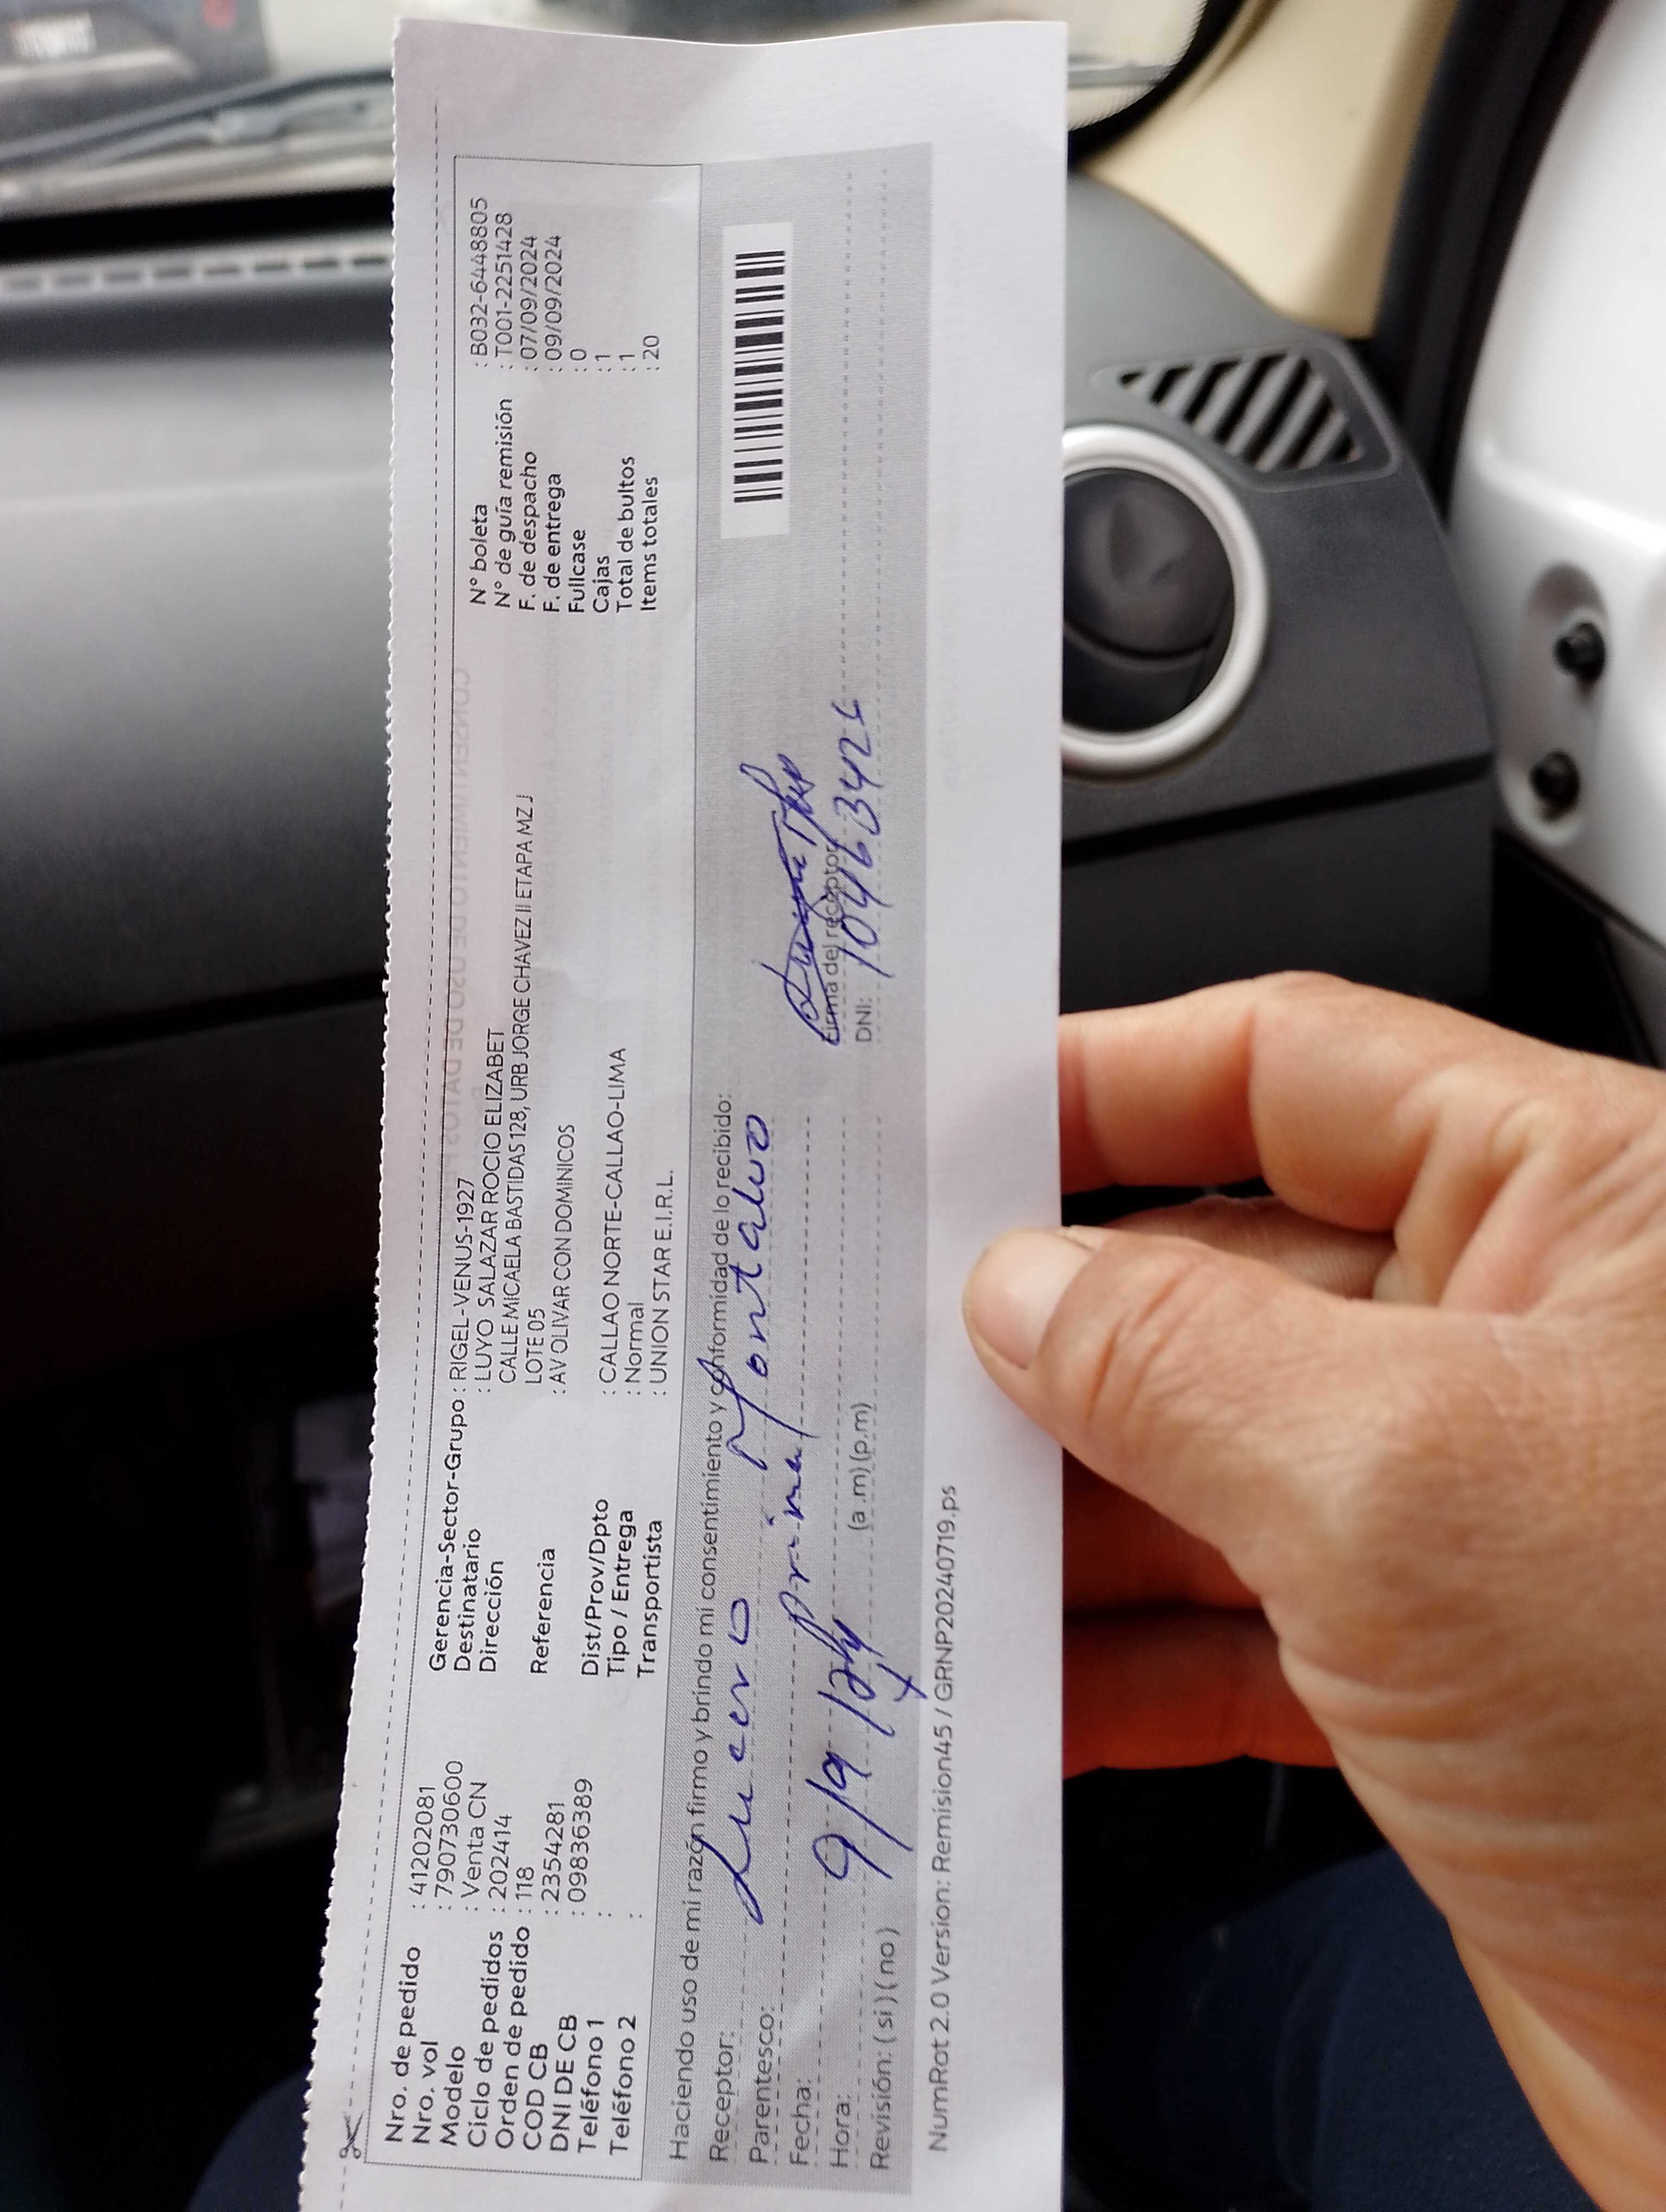 Nro. de pedido : 41202081
Nro. vol : 790730600
Modelo : Venta CN
Ciclo de pedidos : 202414
Orden de pedido : 118
COD CB : 23544281
DNI DE CB : 09836389
Teléfono 1 :
Teléfono 2 :
Gerencia-Sector-Grupo : RIGEL-VENUS-1927
Destinatario : LUYO SALAZAR ROCIO ELIZABET
Dirección CALLE MICAELA BASTIDAS 128, URB JORGE CHAVEZ II ETAPA MZ J
LOTE 05
Referencia : AV OLIVAR CON DOMINICOS
Dist/Prov/Dpto : CALLAO NORTE-CALLAO-LIMA
Tipo / Entrega : Normal
Transportista : UNION STAR E.I.R.L.
N° boleta : B032-6448805
N° de guía remisión : T001-2251428
F. de despacho : 07/09/2024
F. de entrega : 09/09/2024
Fullcase : 0
Cajas : 1
Total de bultos : 1
Items totales : 20
Haciendo uso de mi razón firmo y brindo mi consentimiento y conformidad de lo recibido:
Receptor: Lucero Montalvo
Parentesco: Prima
Fecha: 9/9/24
Hora: (a.m) (p.m)
Revisión: ( si ) ( no )
Firma del receptor
DNI:
NumRot 2.0 Version: Remision45 / GRNP20240719.ps